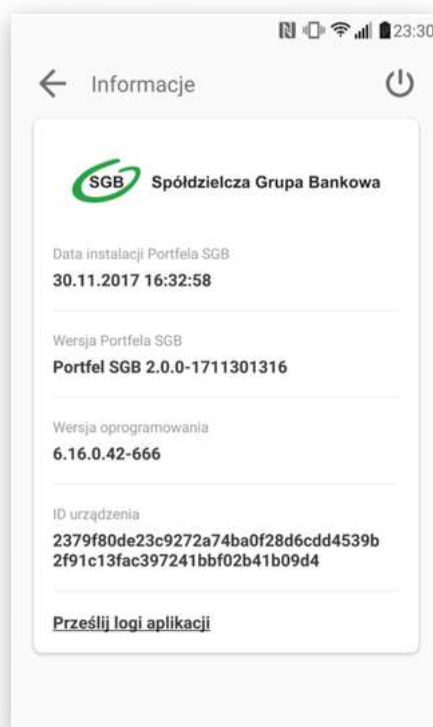 23:30
Informacje
SGB Spółdzielcza Grupa Bankowa
Data instalacji Portfela SGB
30.11.2017 16:32:58
Wersja Portfela SGB
Portfel SGB 2.0.0-1711301316
Wersja oprogramowania
6.16.0.42-666
ID urządzenia
2379f80de23c9272a74ba0f28d6cdd4539b
2f91c13fac397241bbf02b41b09d4
Prześlij logi aplikacji